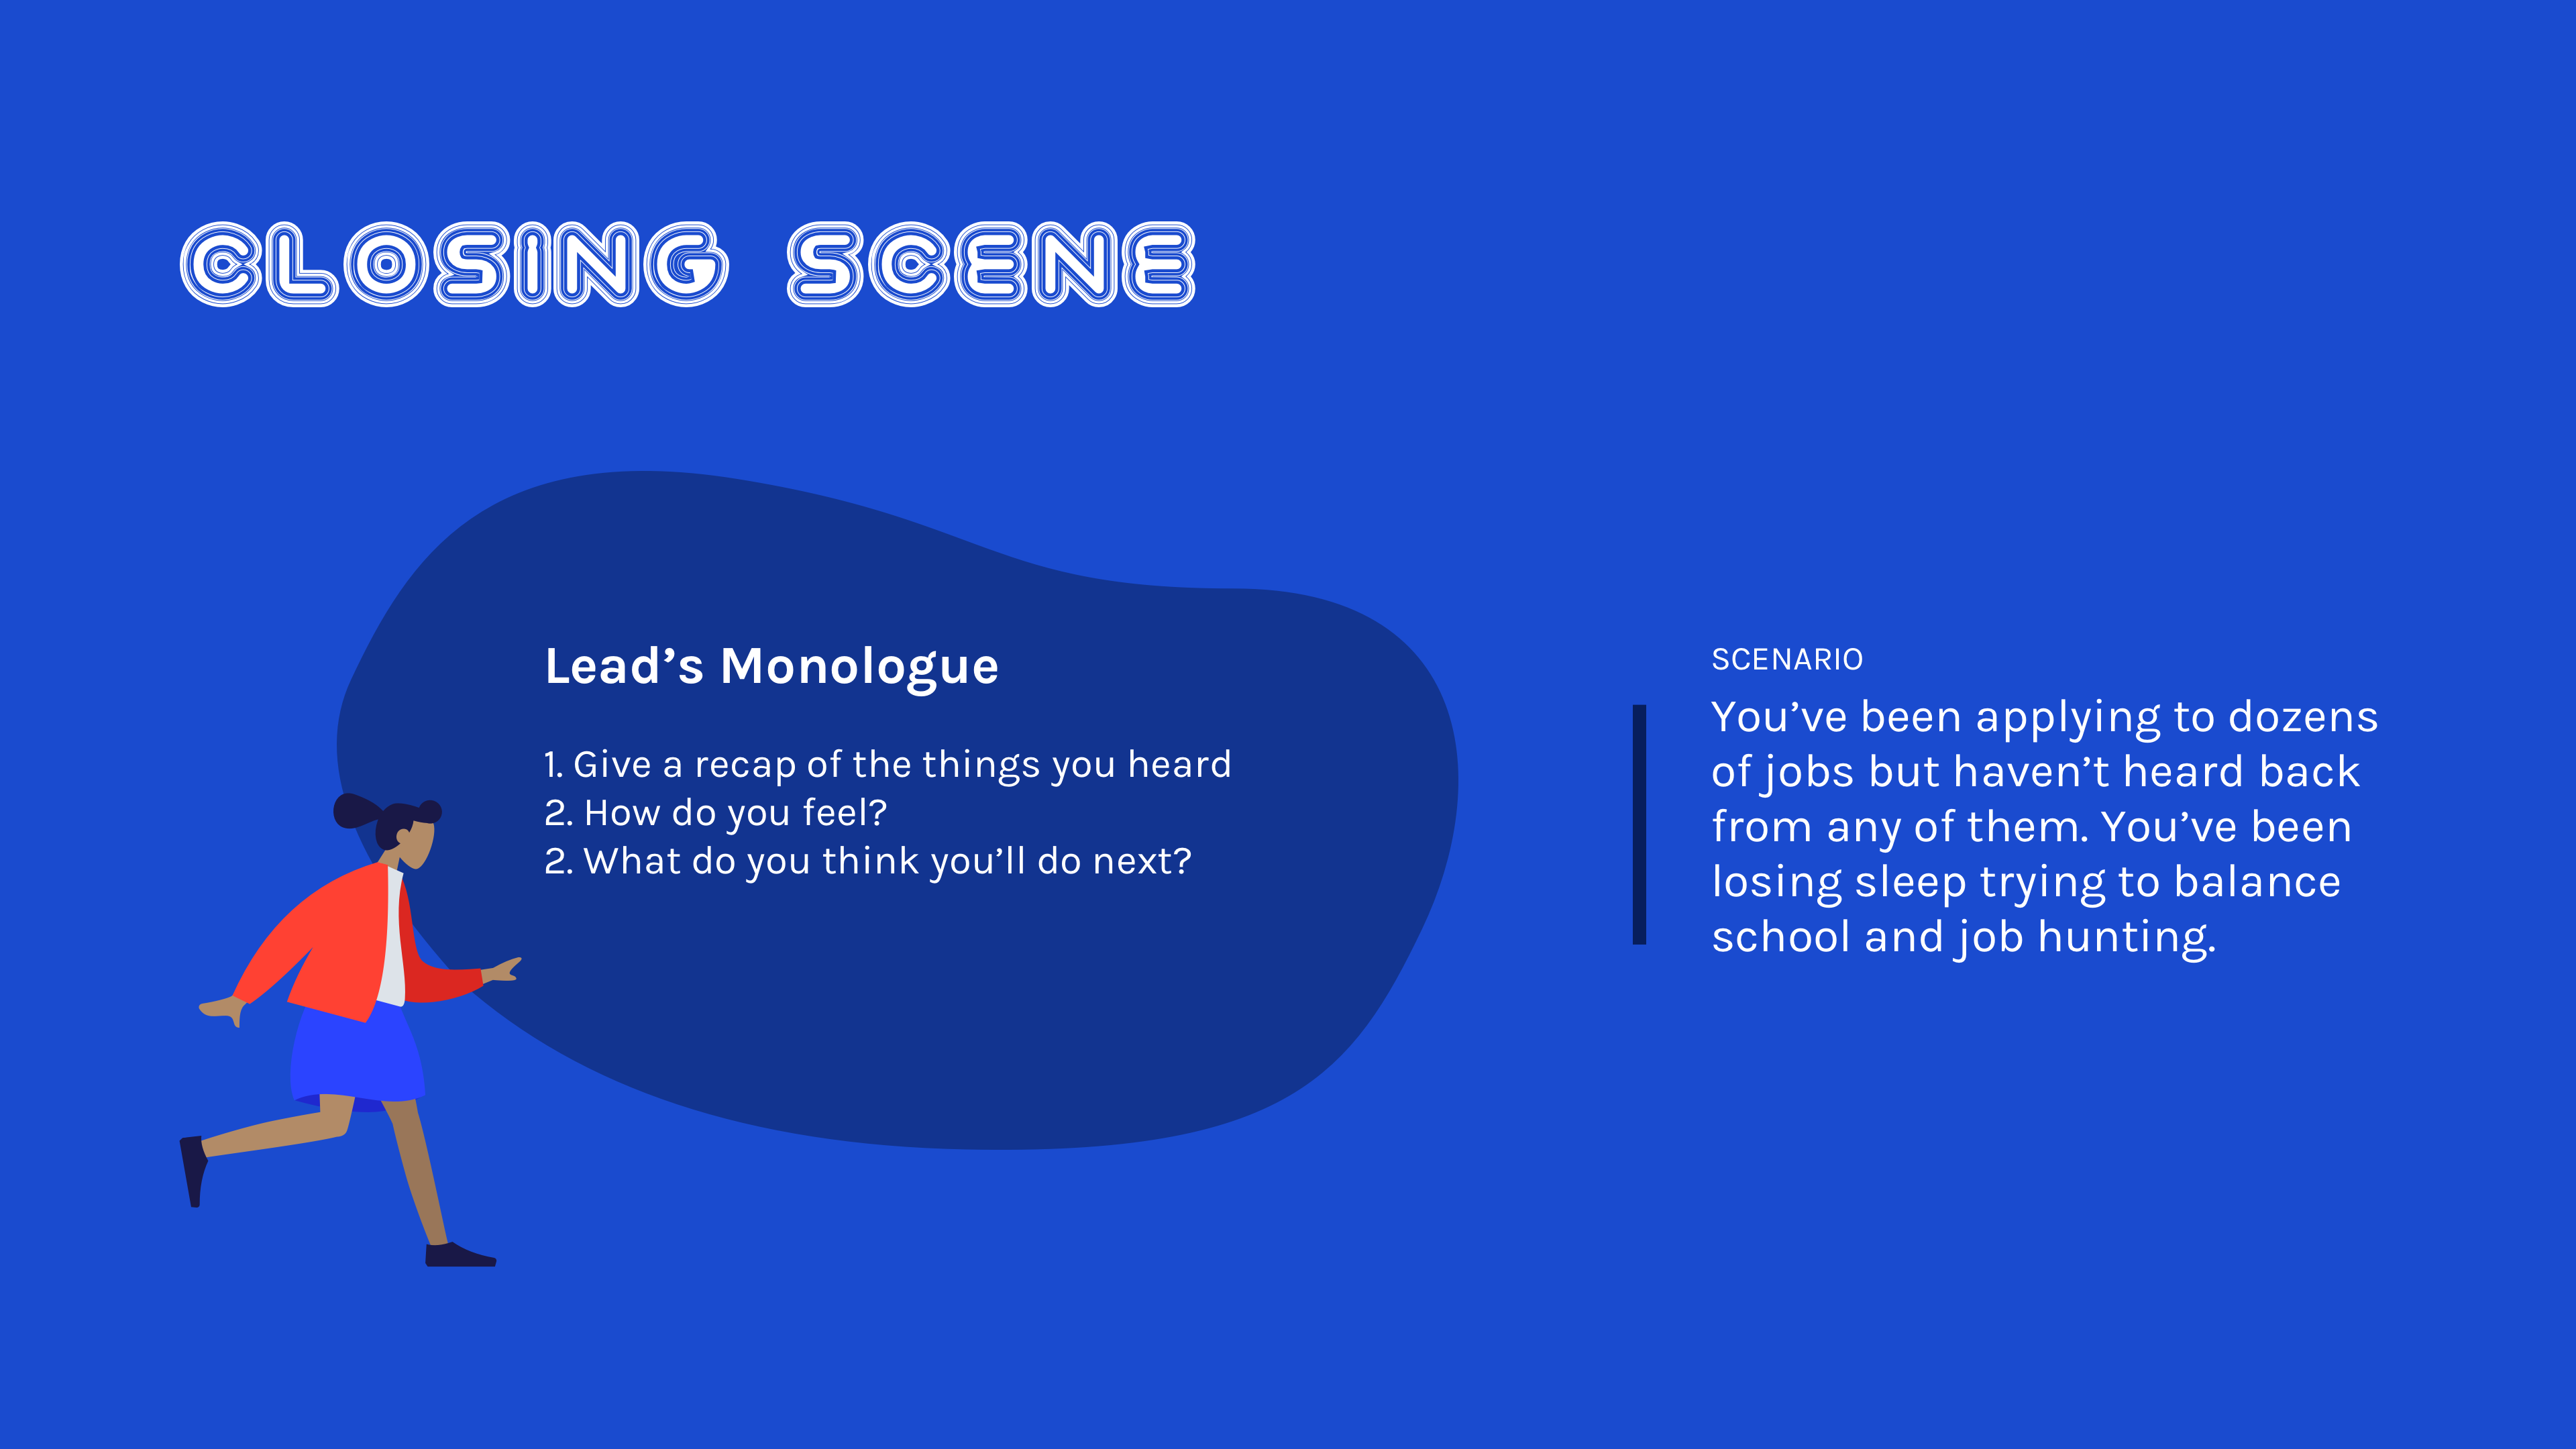 CLOSING SCENE
Lead’s Monologue
1. Give a recap of the things you heard
2. How do you feel?
2. What do you think you’ll do next?
SCENARIO
You’ve been applying to dozens
of jobs but haven’t heard back
from any of them. You’ve been
losing sleep trying to balance
school and job hunting.